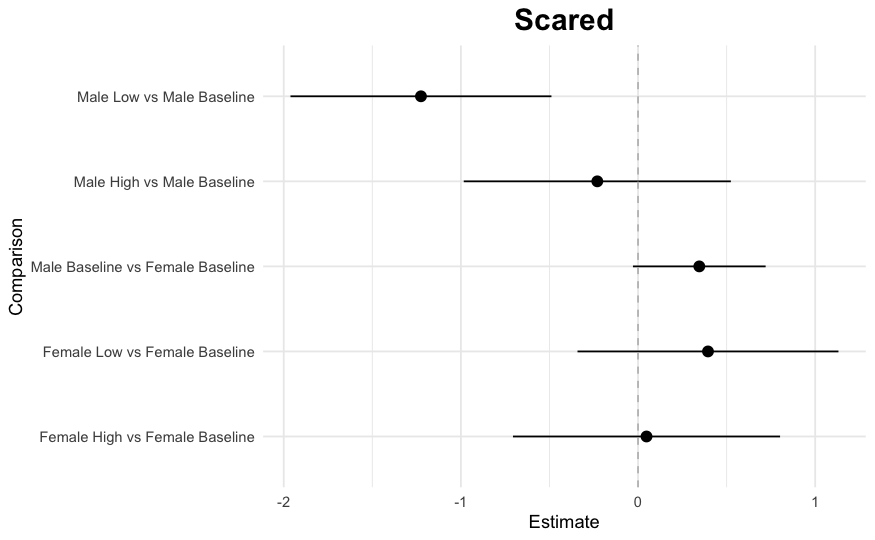 Scared
Male Low vs Male Baseline
Male High vs Male Baseline
Male Baseline vs Female Baseline
Female Low vs Female Baseline
Female High vs Female Baseline
Comparison
-2 -1 0 1
Estimate